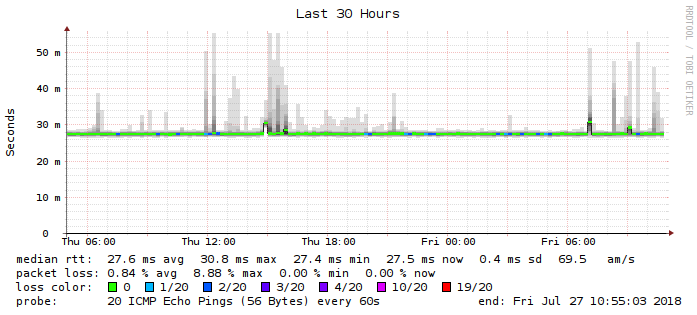 Last 30 Hours
RRDTOOL / TOBI OETIKER
Seconds
50 m
40 m
30 m
20 m
10 m
0
Thu 06:00 Thu 12:00 Thu 18:00 Fri 00:00 Fri 06:00
median rtt: 27.6 ms avg 30.8 ms max 27.4 ms min 27.5 ms now 0.4 ms sd 69.5 am/s
packet loss: 0.84 % avg 8.88 % max 0.00 % min 0.00 % now
loss color: 0 1/20 2/20 3/20 4/20 10/20 19/20
probe: 20 ICMP Echo Pings (56 Bytes) every 60s end: Fri Jul 27 10:55:03 2018